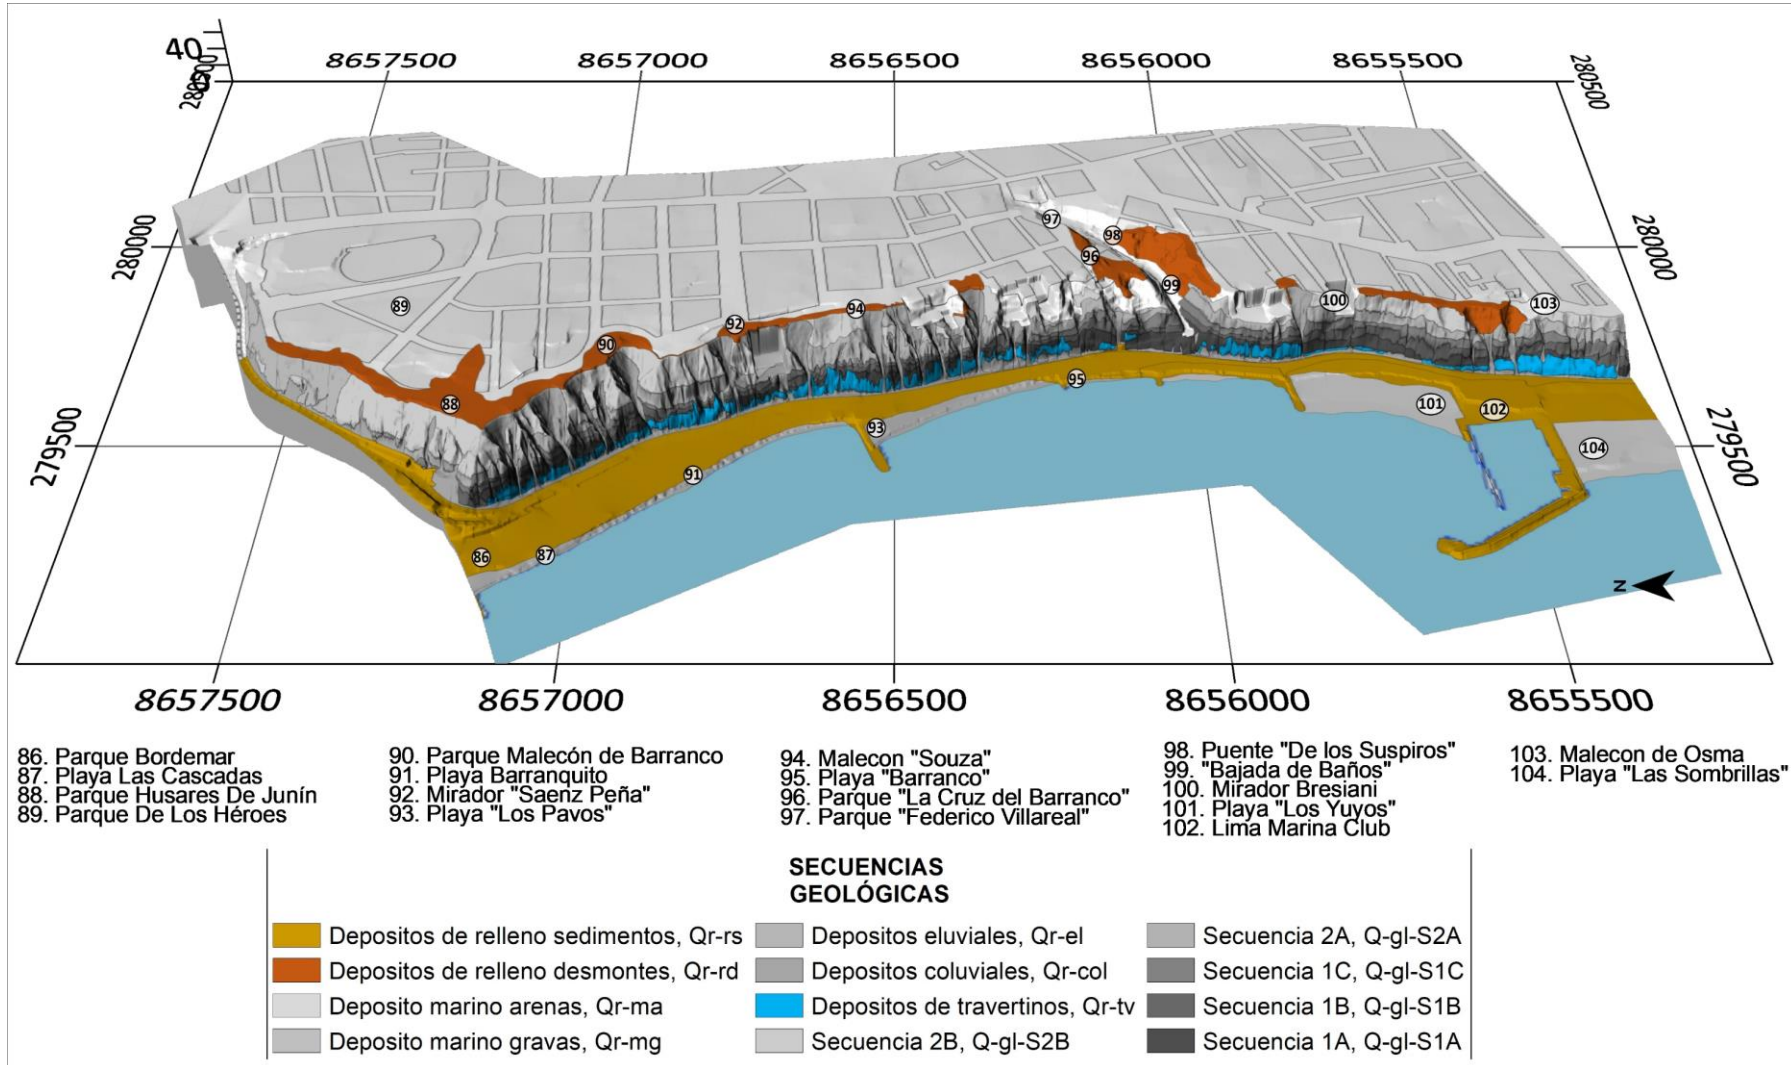 40
0
8657500 8657000 8656500 8656000 8655500
280500 280500
280000 280000
279500 279500
97
98
96
99
89
94
92
90
100
103
88
95
101
102
93
104
91
86
87
N
8657500 8657000 8656500 8656000 8655500
86. Parque Bordemar
87. Playa Las Cascadas
88. Parque Husares De Junín
89. Parque De Los Héroes
90. Parque Malecón de Barranco
91. Playa Barranquito
92. Mirador "Saenz Peña"
93. Playa "Los Pavos"
94. Malecon "Souza"
95. Playa "Barranco"
96. Parque "La Cruz del Barranco"
97. Parque "Federico Villareal"
98. Puente "De los Suspiros"
99. "Bajada de Baños"
100. Mirador Bresiani
101. Playa "Los Yuyos"
102. Lima Marina Club
103. Malecon de Osma
104. Playa "Las Sombrillas"
SECUENCIAS
GEOLÓGICAS
Depositos de relleno sedimentos, Qr-rs
Depositos de relleno desmontes, Qr-rd
Deposito marino arenas, Qr-ma
Deposito marino gravas, Qr-mg
Depositos eluviales, Qr-el
Depositos coluviales, Qr-col
Depositos de travertinos, Qr-tv
Secuencia 2B, Q-gl-S2B
Secuencia 2A, Q-gl-S2A
Secuencia 1C, Q-gl-S1C
Secuencia 1B, Q-gl-S1B
Secuencia 1A, Q-gl-S1A